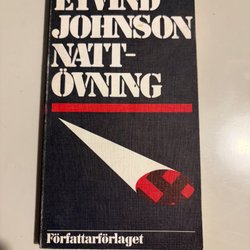 EYVIND
JOHNSON
NATT-
ÖVNING
Författarförlaget